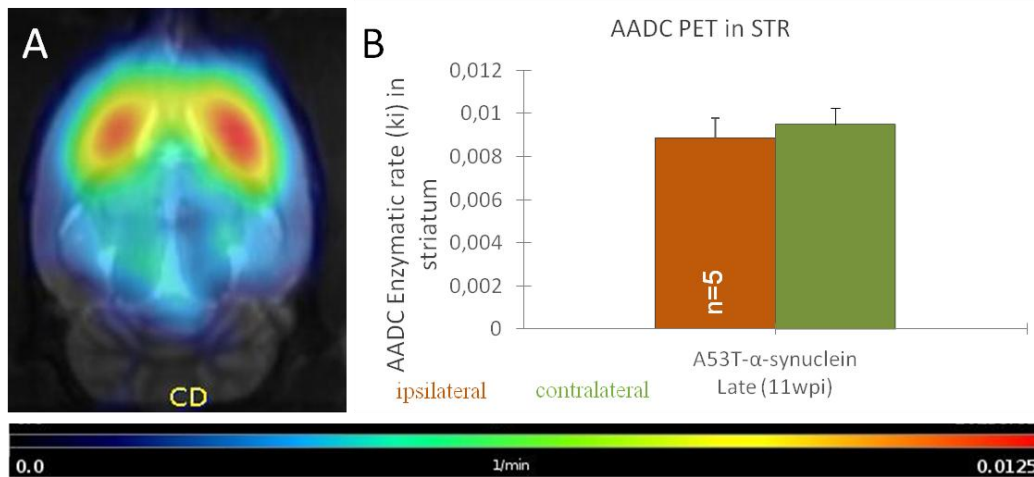 A
CD
B
AADC PET in STR
AADC Enzymatic rate (ki) in
striatum
0,012
0,01
0,008
0,006
0,004
0,002
0
n=5
A53T-α-synuclein
Late (11wpi)
ipsilateral
contralateral
0.0
1/min
0.0125